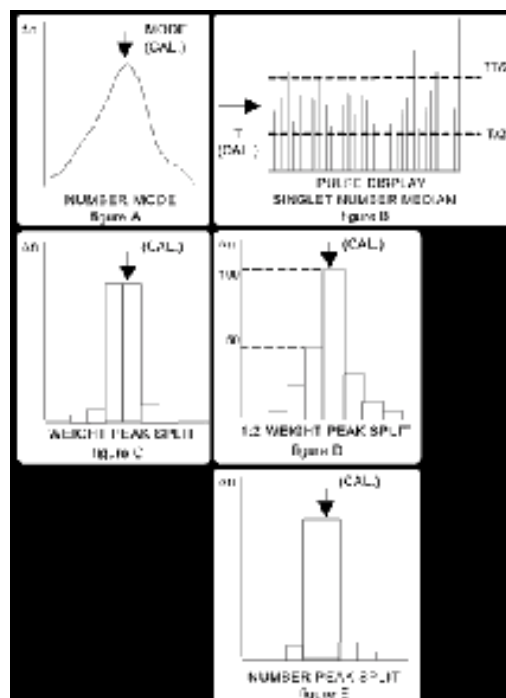 MODE
(CAL.)
NUMBER MODE
figure A
T
(CAL.)
PULSE DISPLAY
SINGLET NUMBER MEDIAN
figure B
(CAL.)
WEIGHT PEAK SPLIT
figure C
(CAL.)
100
50
1:2 WEIGHT PEAK SPLIT
figure D
(CAL.)
NUMBER PEAK SPLIT
figure E